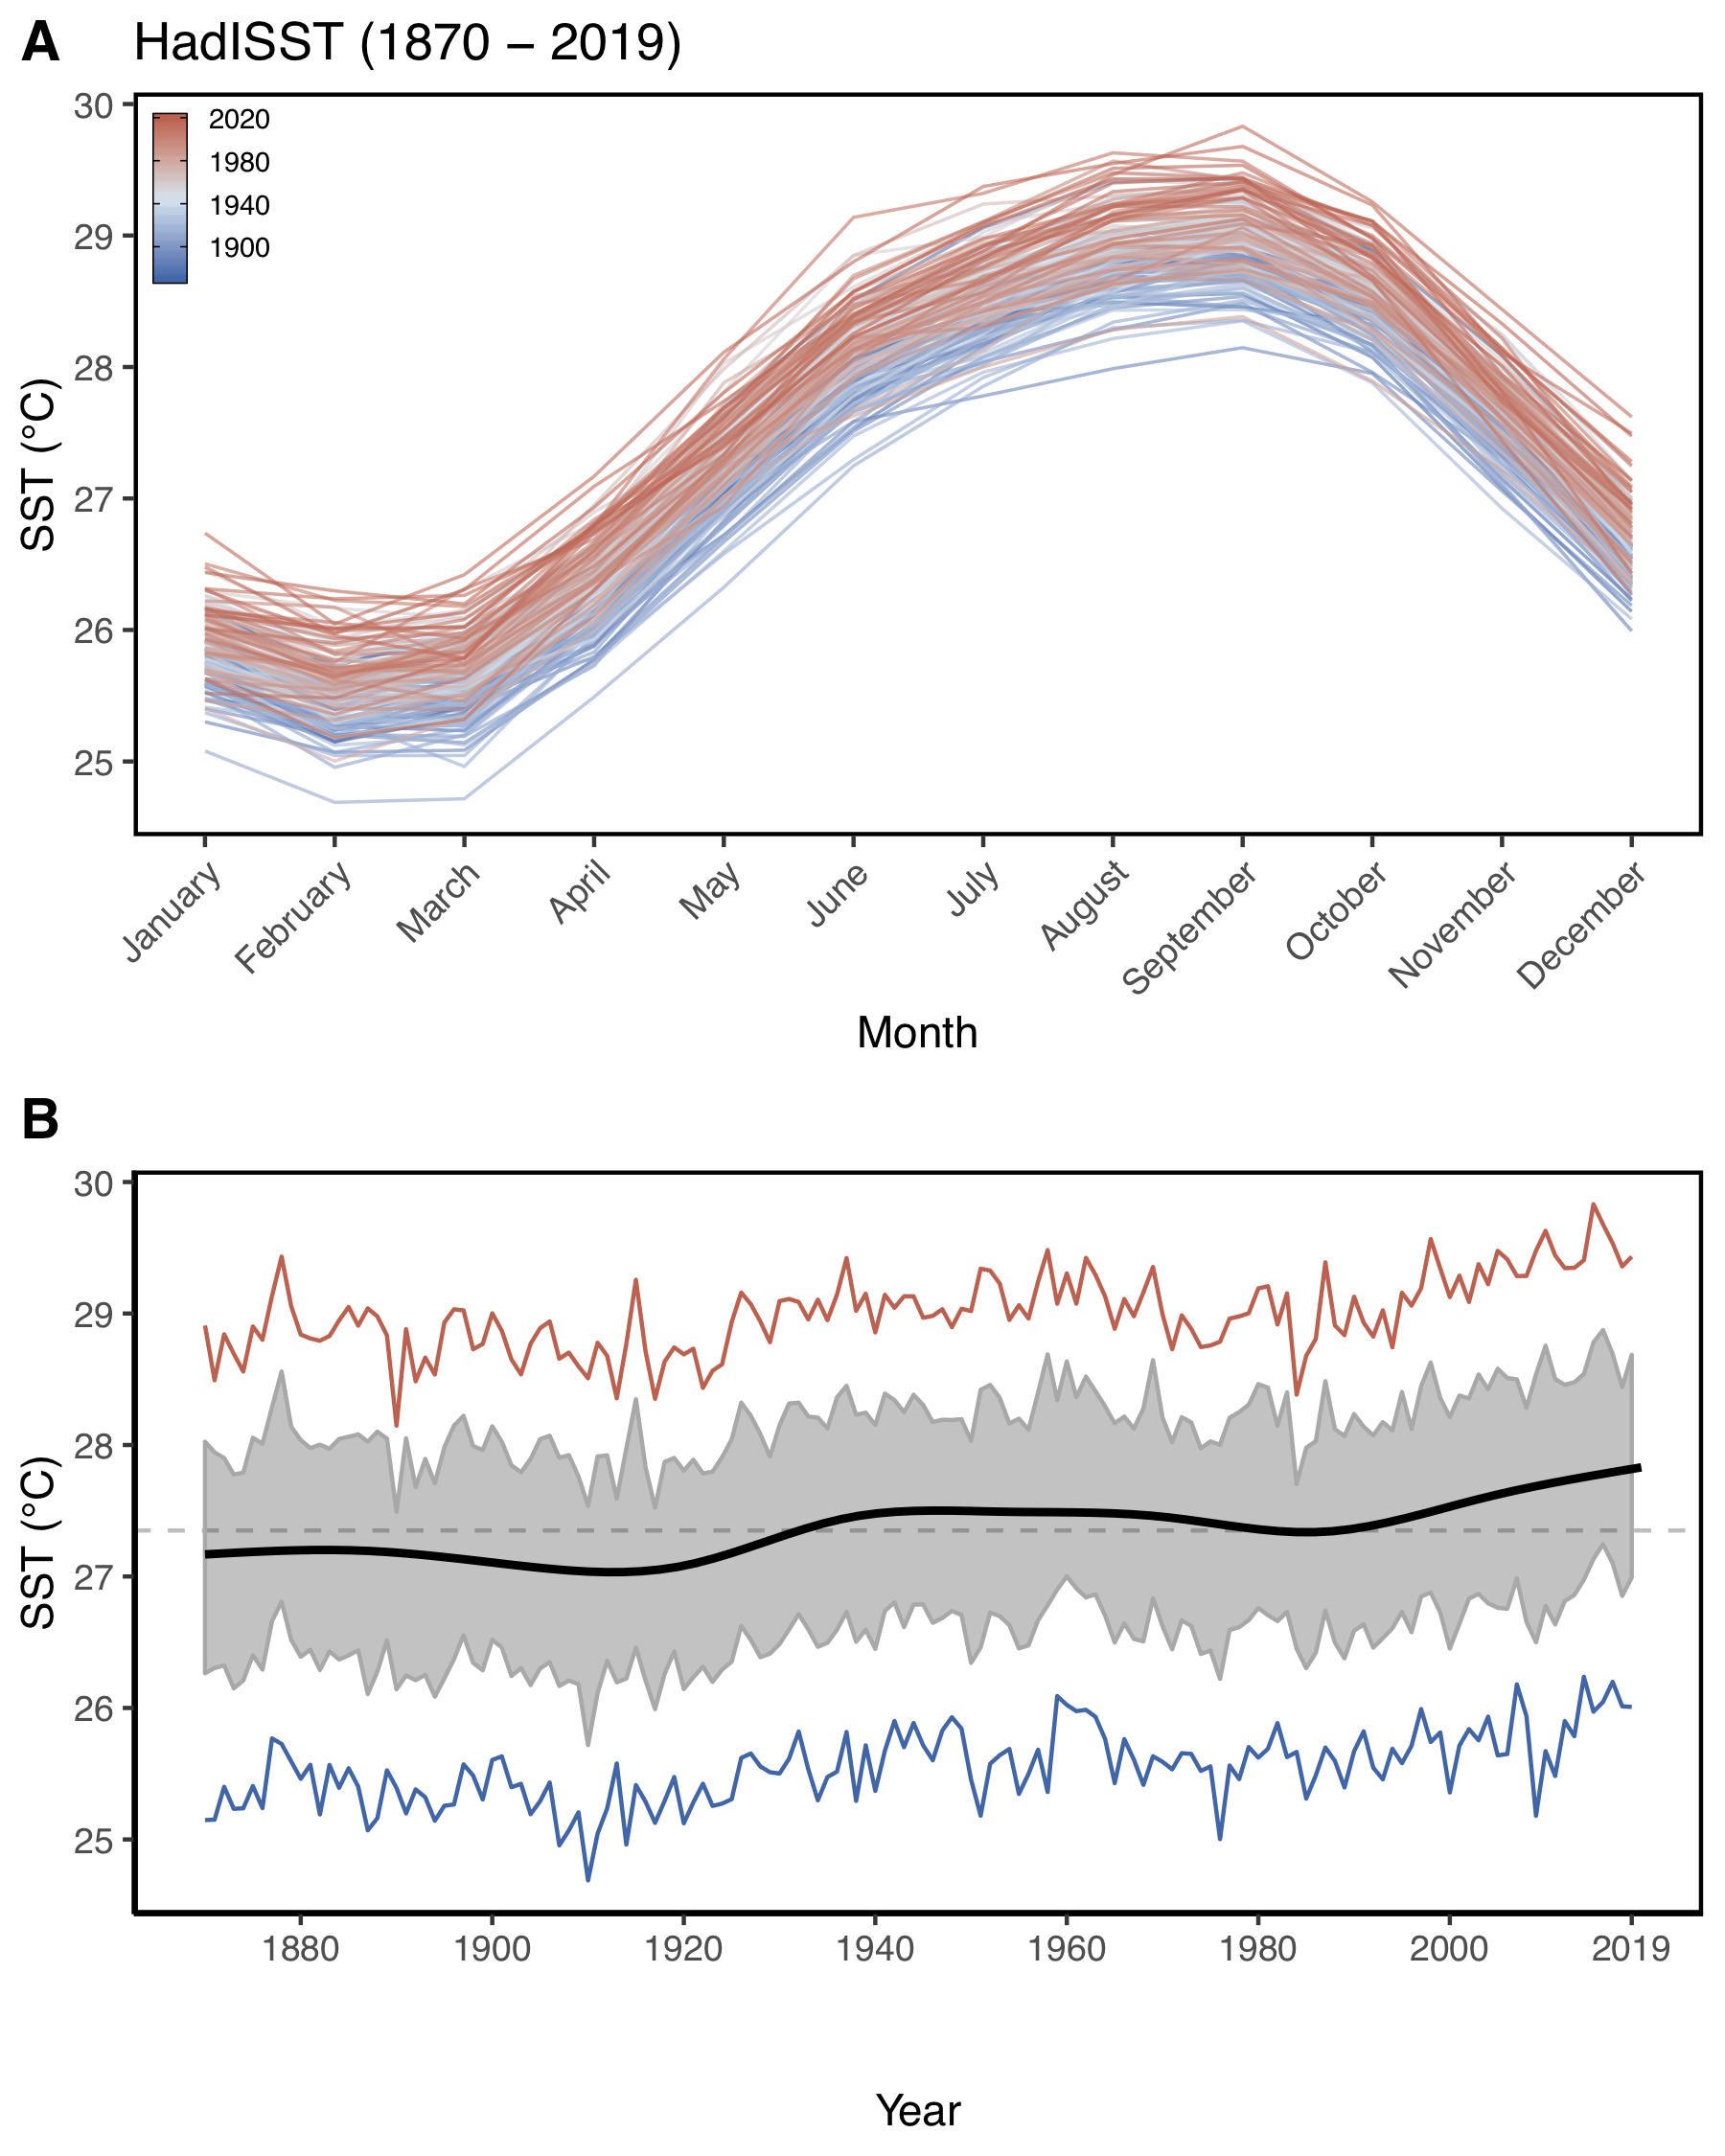 A
HadISST (1870 – 2019)
30
29
28
27
26
25
SST (°C)
2020
1980
1940
1900
January
February
March
April
May
June
July
August
September
October
November
December
Month
B
30
29
28
27
26
25
SST (°C)
1880
1900
1920
1940
1960
1980
2000
2019
Year